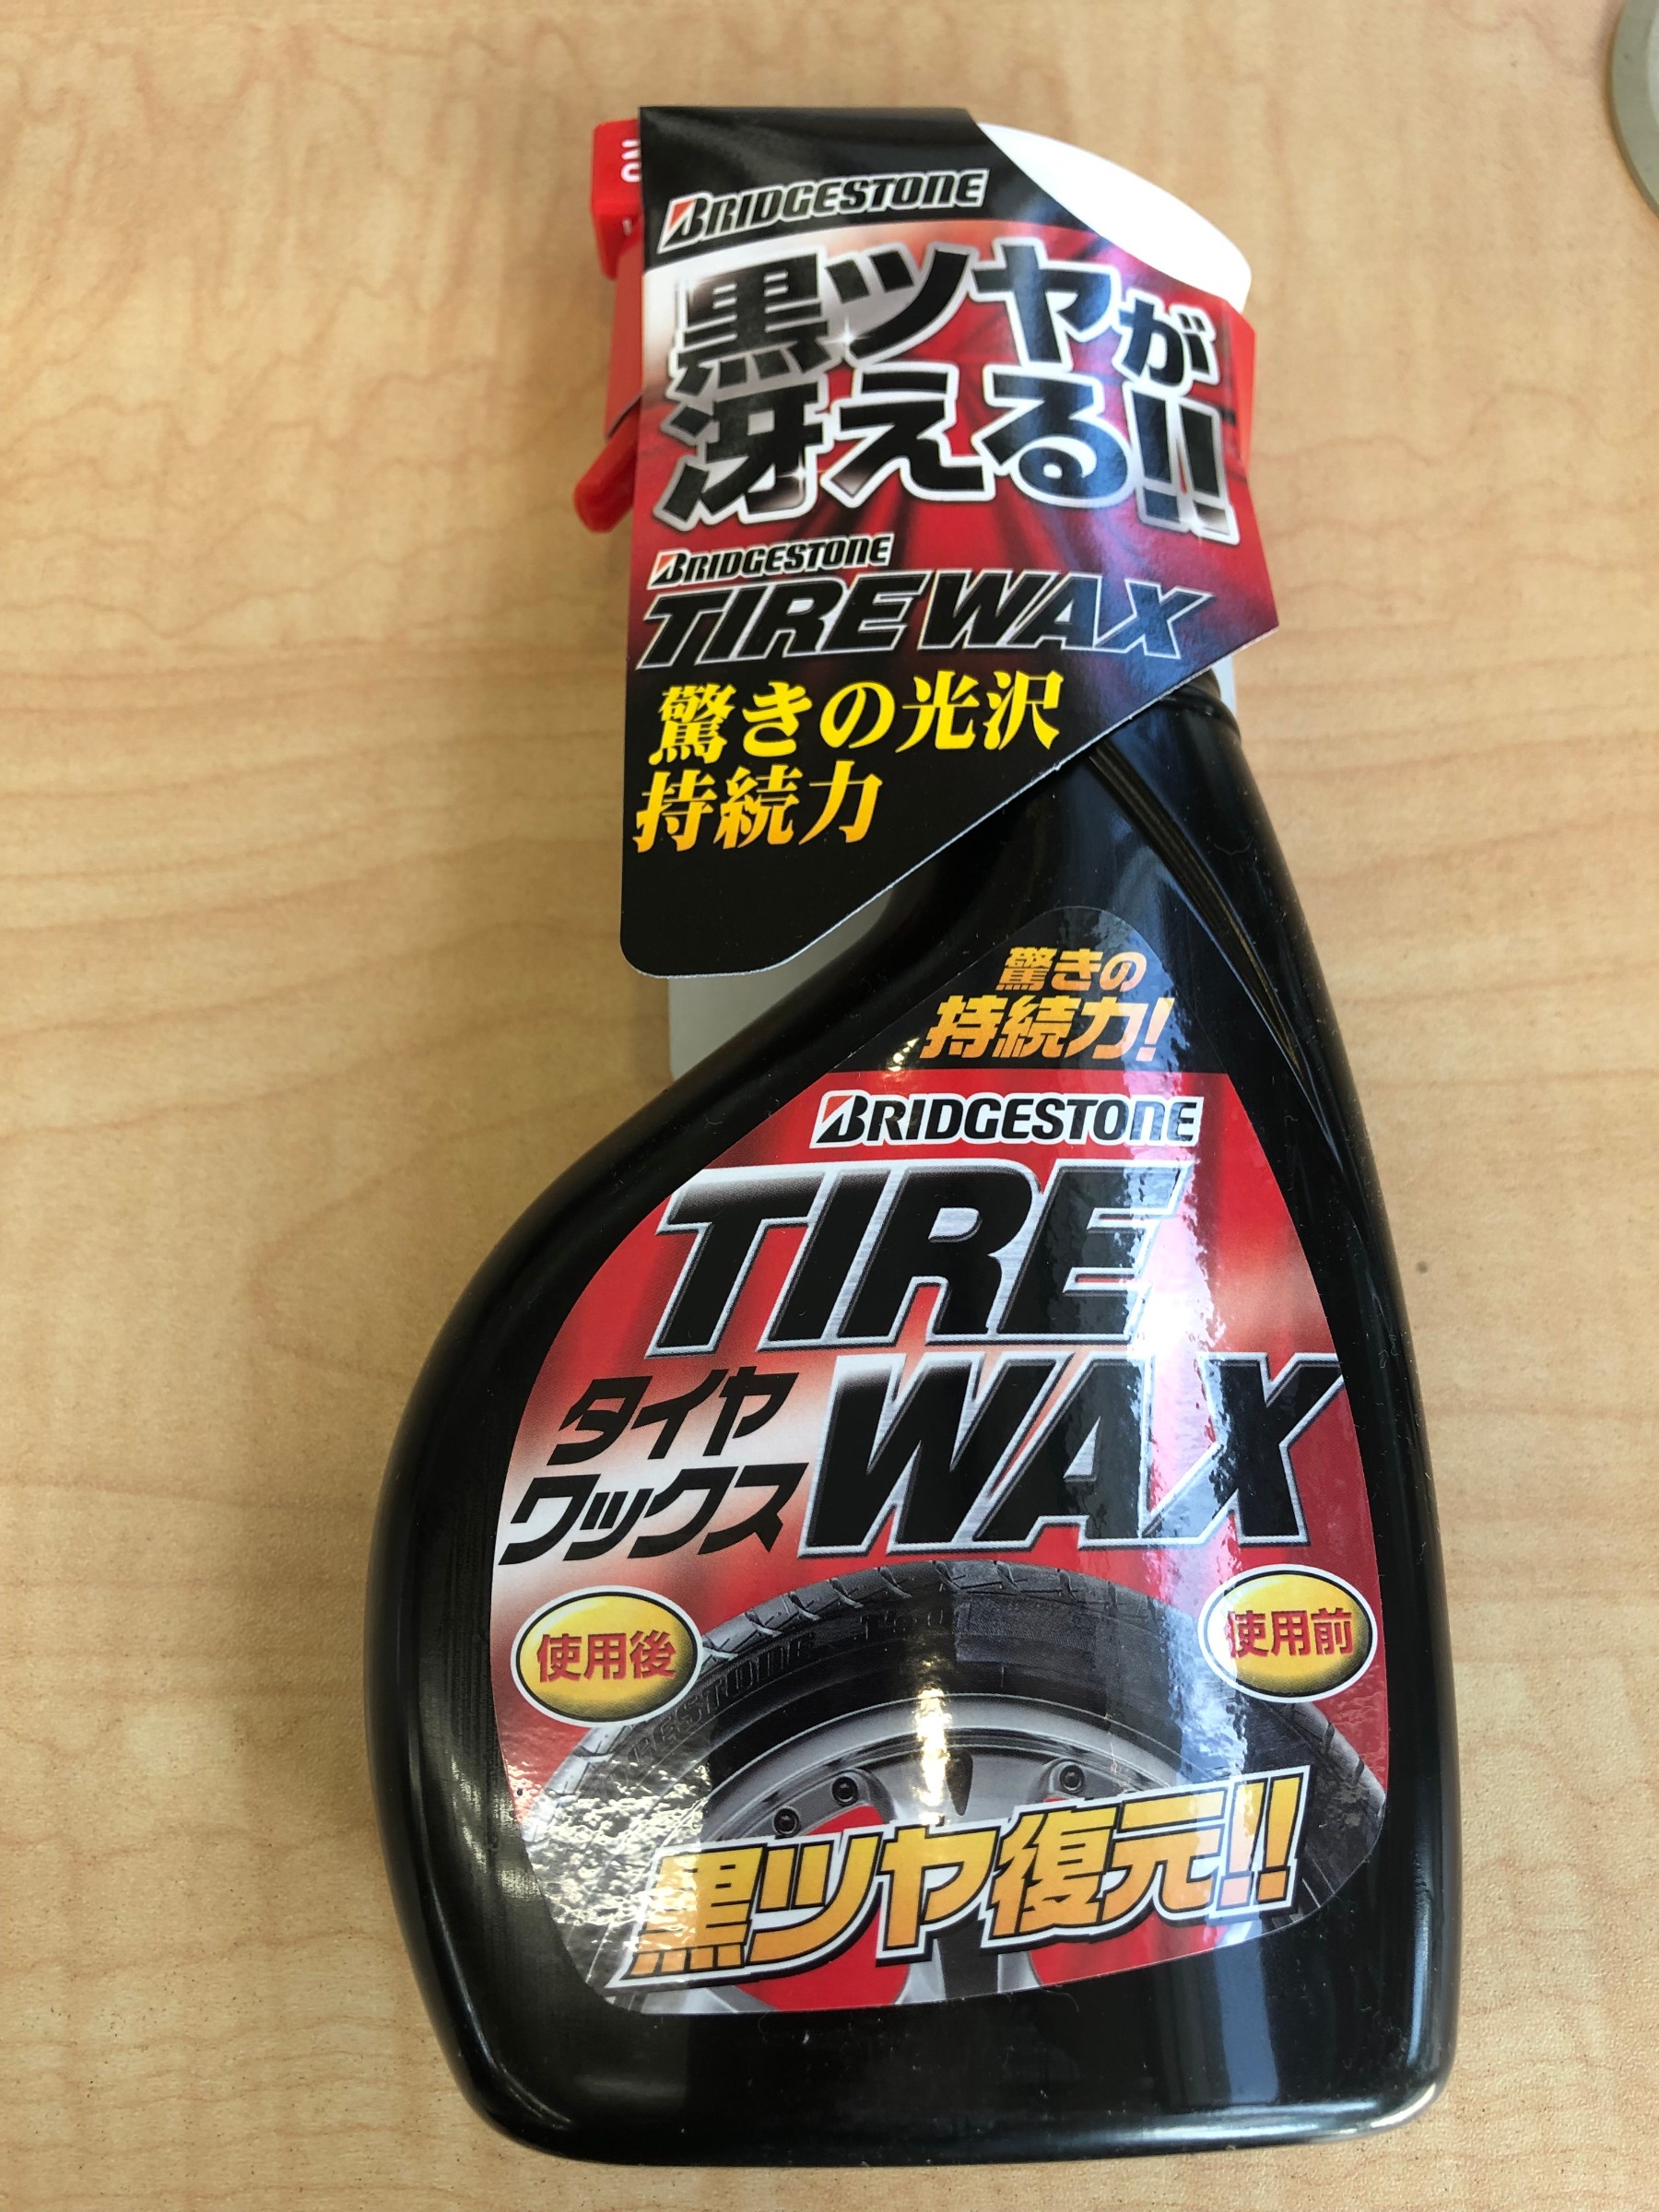 BRIDGESTONE
黒ツヤが
冴える!!
BRIDGESTONE
TIRE WAX
驚きの光沢
持続力
驚きの
持続力!
BRIDGESTONE
TIRE
タイヤ
ワックス
WAX
使用後
使用前
黒ツヤ復元!!